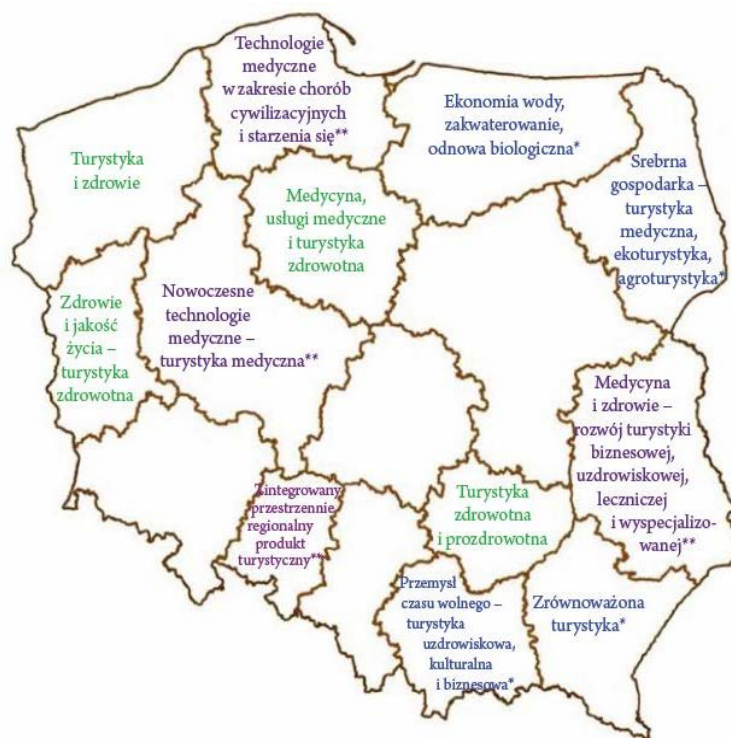 Technologie
medyczne
w zakresie chorób
cywilizacyjnych
i starzenia się**
Ekonomia wody,
zakwaterowanie,
odnowa biologiczna*
Turystyka
i zdrowie
Srebrna
gospodarka –
turystyka
medyczna,
ekoturystyka,
agroturystyka*
Medycyna,
usługi medyczne
i turystyka
zdrowotna
Zdrowie
i jakość
życia –
turystyka
zdrowotna
Nowoczesne
technologie
medyczne –
turystyka medyczna**
Medycyna
i zdrowie –
rozwój turystyki
biznesowej,
uzdrowiskowej,
leczniczej
i wyspecjalizo-
wanej**
Zintegrowany
przestrzennie
regionalny
produkt
turystyczny**
Turystyka
zdrowotna
i prozdrowotna
Przemysł
czasu wolnego –
turystyka
uzdrowiskowa,
kulturalna
i biznesowa*
Zrównoważona
turystyka*